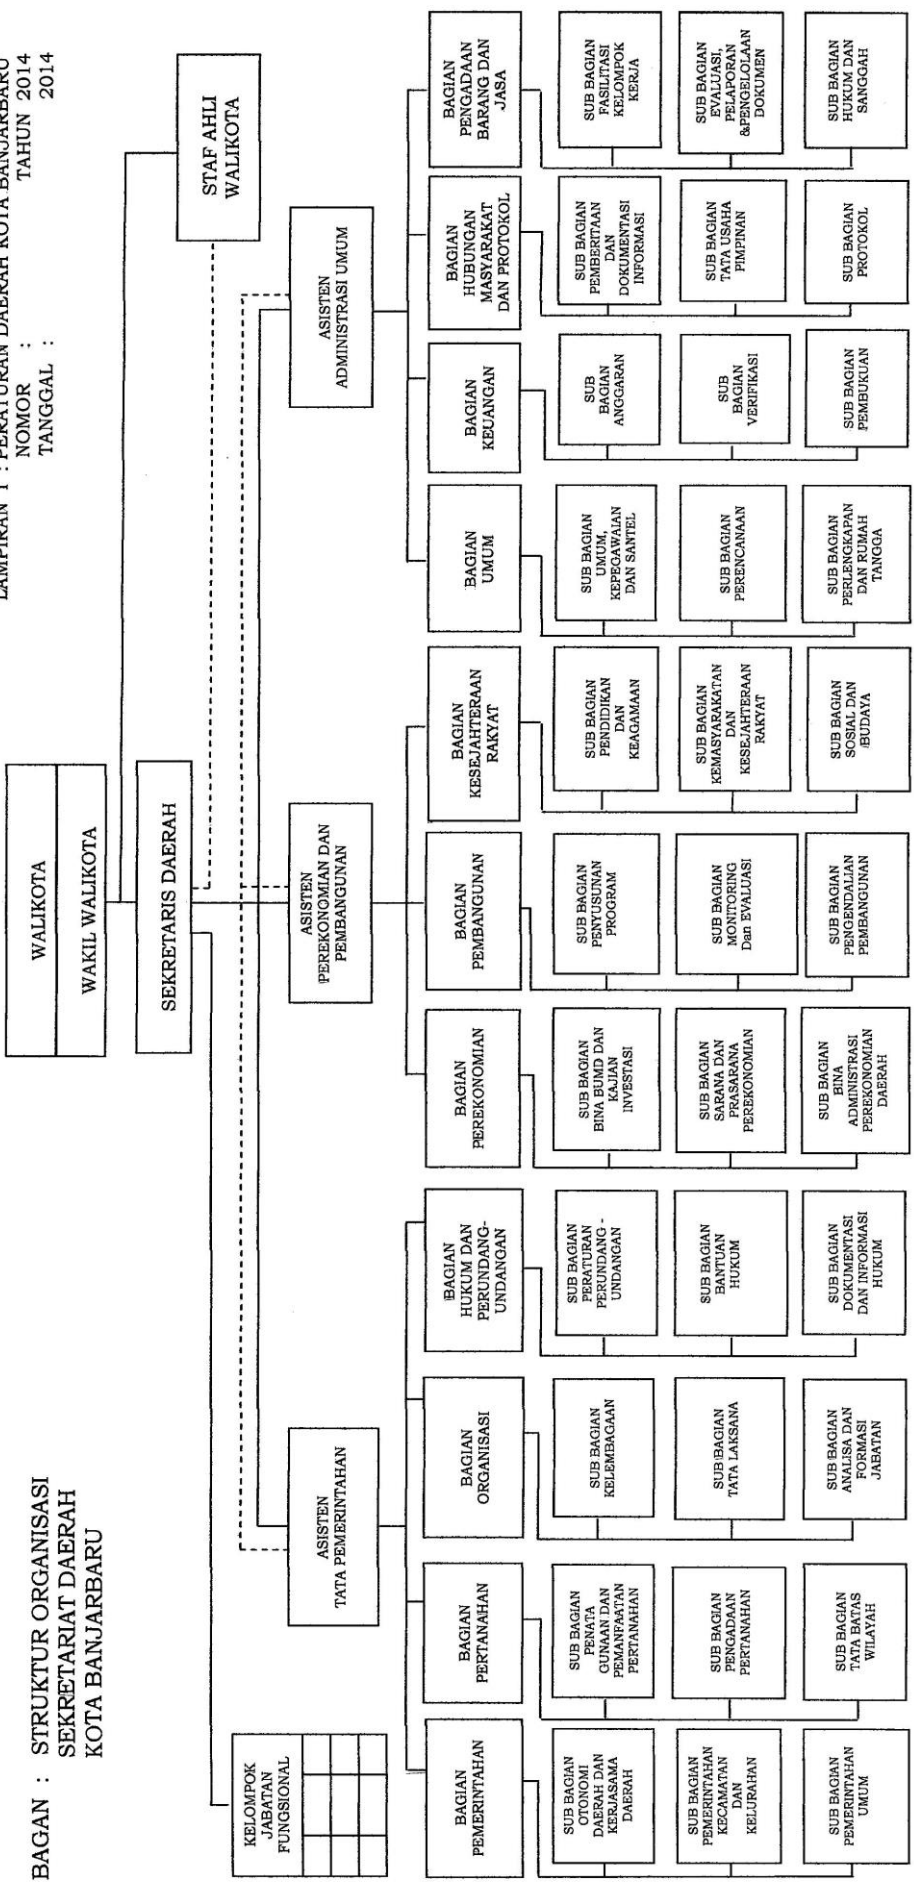 BAGAN : STRUKTUR ORGANISASI
SEKRETARIAT DAERAH
KOTA BANJARBARU
LAMPIRAN I : PERATURAN DAERAH KOTA BANJARBARU
NOMOR : TAHUN 2014
TANGGAL : 2014
WALIKOTA
WAKIL WALIKOTA
SEKRETARIS DAERAH
STAF AHLI
WALIKOTA
KELOMPOK
JABATAN
FUNGSIONAL
ASISTEN
TATA PEMERINTAHAN
ASISTEN
PEREKONOMIAN DAN
PEMBANGUNAN
ASISTEN
ADMINISTRASI UMUM
BAGIAN
PEMERINTAHAN
BAGIAN
PERTANAHAN
BAGIAN
ORGANISASI
BAGIAN
HUKUM DAN
PERUNDANG-
UNDANGAN
BAGIAN
PEREKONOMIAN
BAGIAN
PEMBANGUNAN
BAGIAN
KESEJAHTERAAN
RAKYAT
BAGIAN
UMUM
BAGIAN
KEUANGAN
BAGIAN
HUBUNGAN
MASYARAKAT
DAN PROTOKOL
BAGIAN
PENGADAAN
BARANG DAN
JASA
SUB BAGIAN
OTONOMI
DAERAH DAN
KERJASAMA
DAERAH
SUB BAGIAN
PENATA
GUNAAN DAN
PEMANFAATAN
PERTANAHAN
SUB BAGIAN
KELEMBAGAAN
SUB BAGIAN
PERATURAN
PERUNDANG -
UNDANGAN
SUB BAGIAN
BINA BUMD DAN
KAJIAN
INVESTASI
SUB BAGIAN
PENYUSUNAN
PROGRAM
SUB BAGIAN
PENDIDIKAN
DAN
KEAGAMAAN
SUB BAGIAN
UMUM,
KEPEGAWAIAN
DAN SANTEL
SUB
BAGIAN
ANGGARAN
SUB BAGIAN
PEMBERITAAN
DAN
DOKUMENTASI
INFORMASI
SUB BAGIAN
FASILITASI
KELOMPOK
KERJA
SUB BAGIAN
PEMERINTAHAN
KECAMATAN
DAN
KELURAHAN
SUB BAGIAN
PENGADAAN
PERTANAHAN
SUB BAGIAN
TATA LAKSANA
SUB BAGIAN
BANTUAN
HUKUM
SUB BAGIAN
SARANA DAN
PRASARANA
PEREKONOMIAN
SUB BAGIAN
MONITORING
Dan EVALUASI
SUB BAGIAN
KEMASYARAKATAN
DAN
KESEJAHTERAAN
RAKYAT
SUB BAGIAN
PERENCANAAN
SUB
BAGIAN
VERIFIKASI
SUB BAGIAN
TATA USAHA
PIMPINAN
SUB BAGIAN
EVALUASI,
PELAPORAN
&PENGELOLAAN
DOKUMEN
SUB BAGIAN
PEMERINTAHAN
UMUM
SUB BAGIAN
TATA BATAS
WILAYAH
SUB BAGIAN
ANALISA DAN
FORMASI
JABATAN
SUB BAGIAN
DOKUMENTASI
DAN INFORMASI
HUKUM
SUB BAGIAN
BINA
ADMINISTRASI
PEREKONOMIAN
DAERAH
SUB BAGIAN
PENGENDALIAN
PEMBANGUNAN
SUB BAGIAN
SOSIAL DAN
BUDAYA
SUB BAGIAN
PERLENGKAPAN
DAN RUMAH
TANGGA
SUB BAGIAN
PEMBUKUAN
SUB BAGIAN
PROTOKOL
SUB BAGIAN
HUKUM DAN
SANGGAH